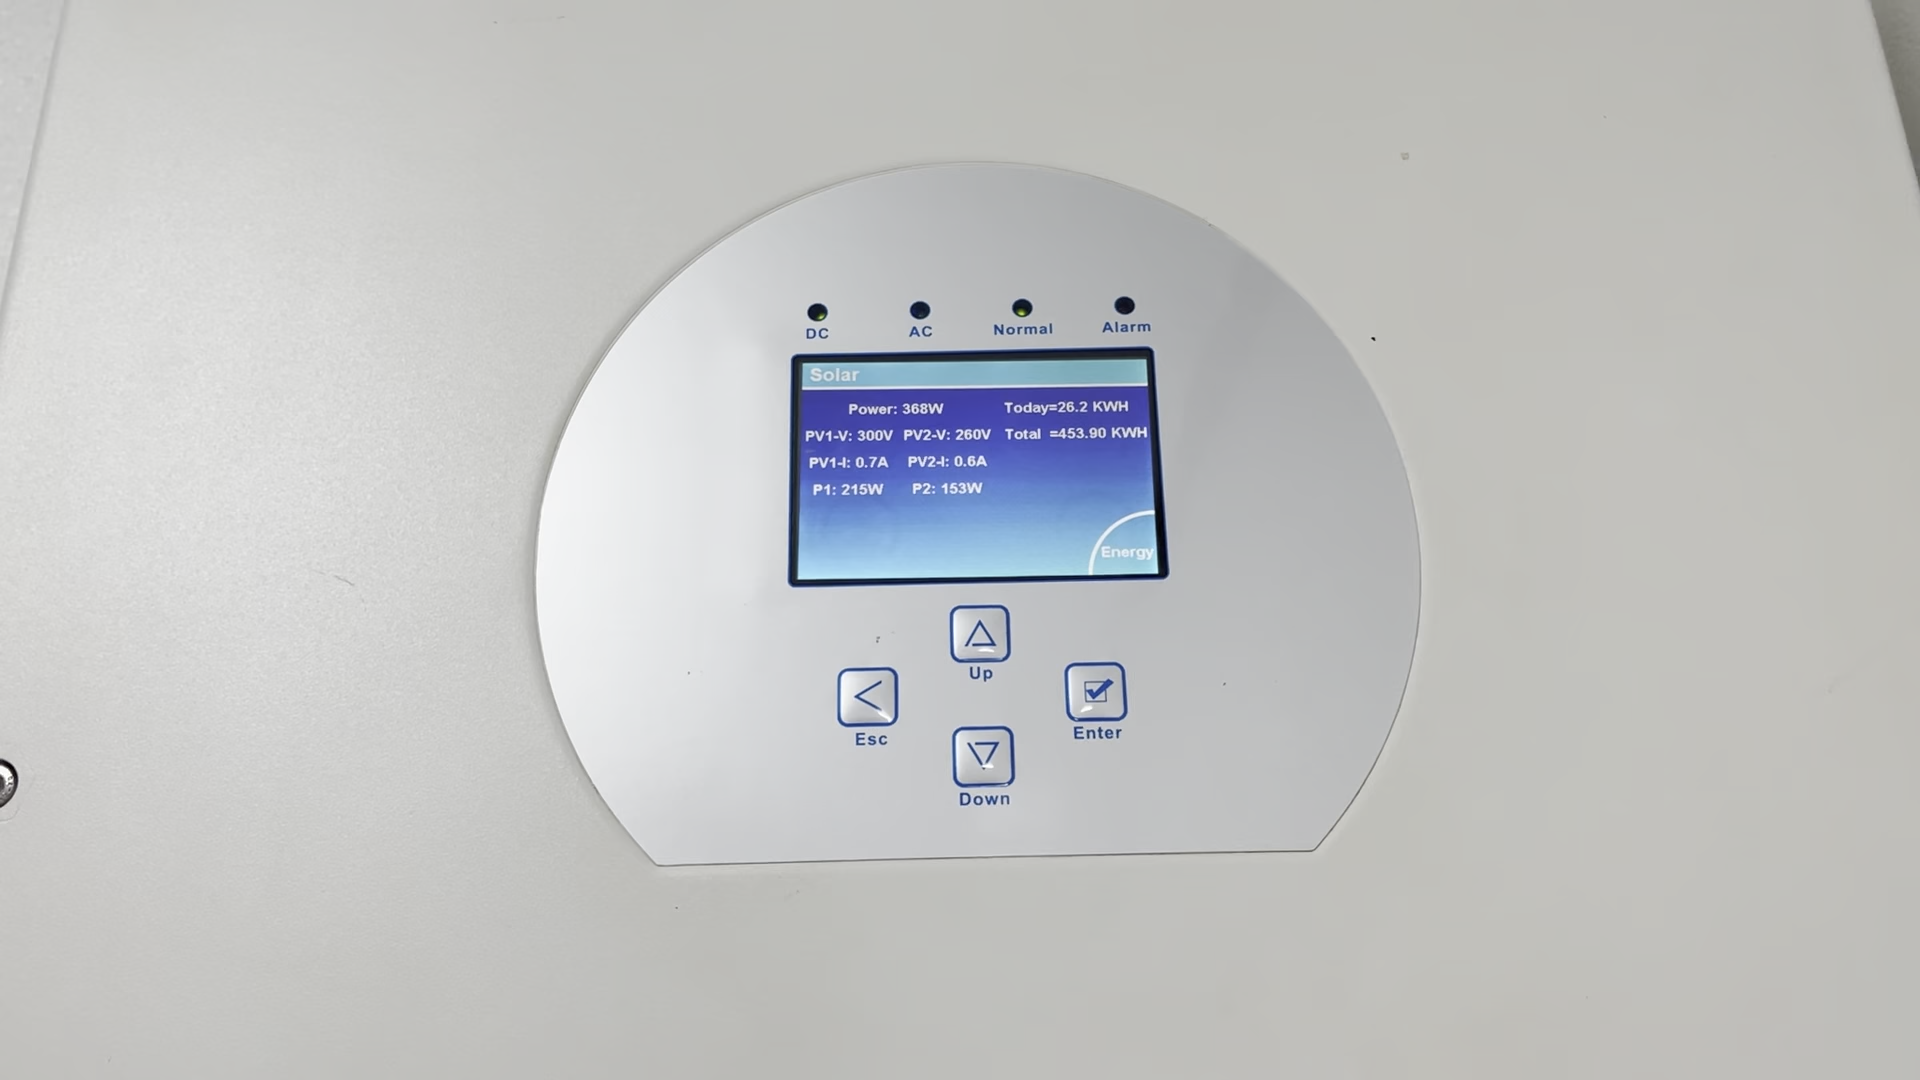 DC AC Normal Alarm
Solar
Power: 368W Today=26.2 KWH
PV1-V: 300V PV2-V: 260V Total =453.90 KWH
PV1-I: 0.7A PV2-I: 0.6A
P1: 215W P2: 153W
Energy
Up
Esc Enter
Down